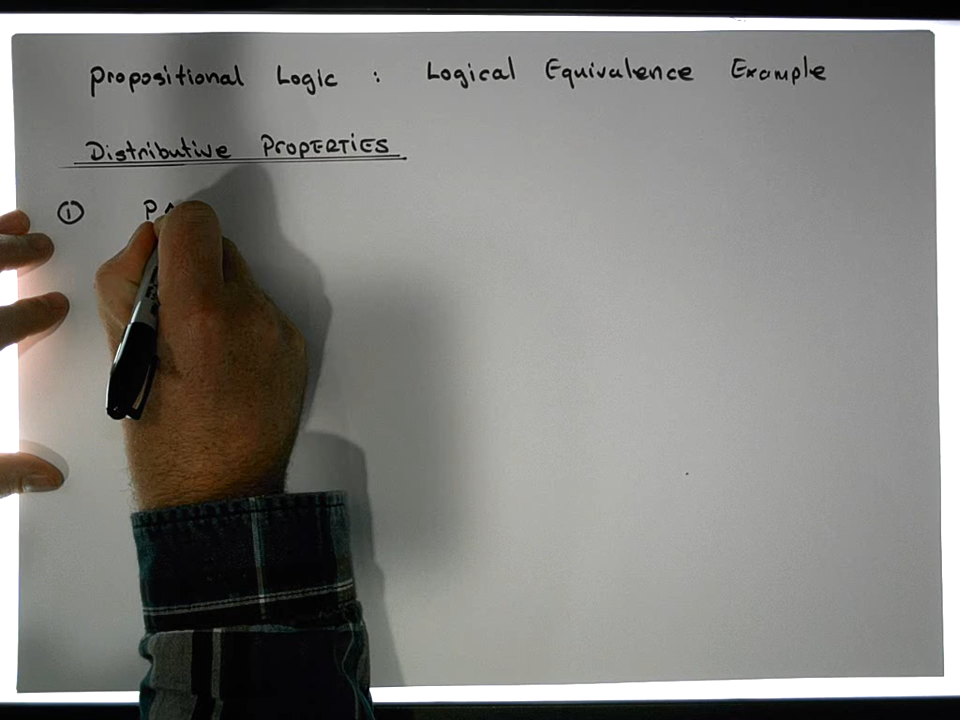 Propositional Logic : Logical Equivalence Example
Distributive PropERTiES
① P ∧